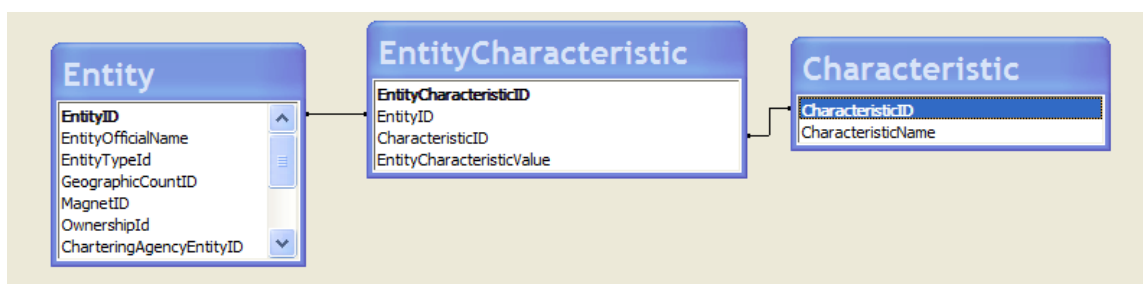 Entity
EntityID
EntityOfficialName
EntityTypeId
GeographicCountID
MagnetID
OwnershipId
CharteringAgencyEntityID
EntityCharacteristic
EntityCharacteristicID
EntityID
CharacteristicID
EntityCharacteristicValue
Characteristic
CharacteristicID
CharacteristicName